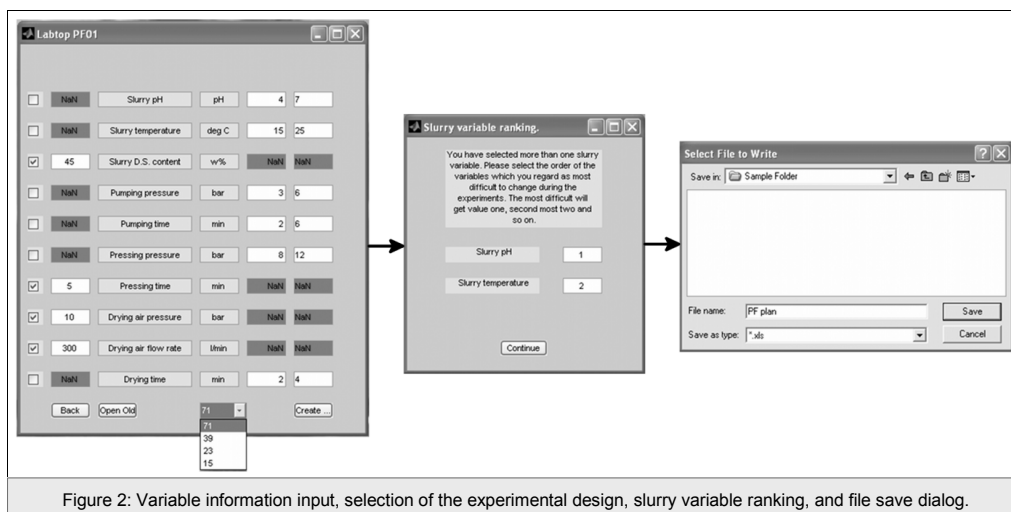 Labtop PF01
NaN Slurry pH pH 4 7
NaN Slurry temperature deg C 15 25
45 Slurry D.S. content w% NaN NaN
NaN Pumping pressure bar 3 6
NaN Pumping time min 2 6
NaN Pressing pressure bar 8 12
5 Pressing time min NaN NaN
10 Drying air pressure bar NaN NaN
300 Drying air flow rate l/min NaN NaN
NaN Drying time min 2 4
Back Open Old 71 Create ...
71
39
23
15
Slurry variable ranking.
You have selected more than one slurry
variable. Please select the order of the
variables which you regard as most
difficult to change during the
experiments. The most difficult will
get value one, second most two and
so on.
Slurry pH 1
Slurry temperature 2
Continue
Select File to Write
Save in: Sample Folder
File name: PF plan Save
Save as type: *.xls Cancel
Figure 2: Variable information input, selection of the experimental design, slurry variable ranking, and file save dialog.